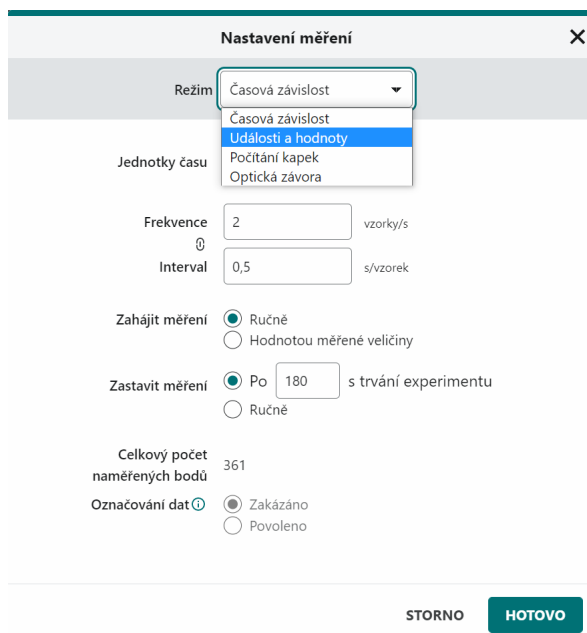 Nastavení měření
Režim Časová závislost
Časová závislost
Události a hodnoty
Počítání kapek
Optická závora
Jednotky času
Frekvence 2 vzorky/s
Interval 0,5 s/vzorek
Zahájit měření Ručně
Hodnotou měřené veličiny
Zastavit měření Po 180 s trvání experimentu
Ručně
Celkový počet
naměřených bodů 361
Označování dat Zakázáno
Povoleno
STORNO HOTOVO